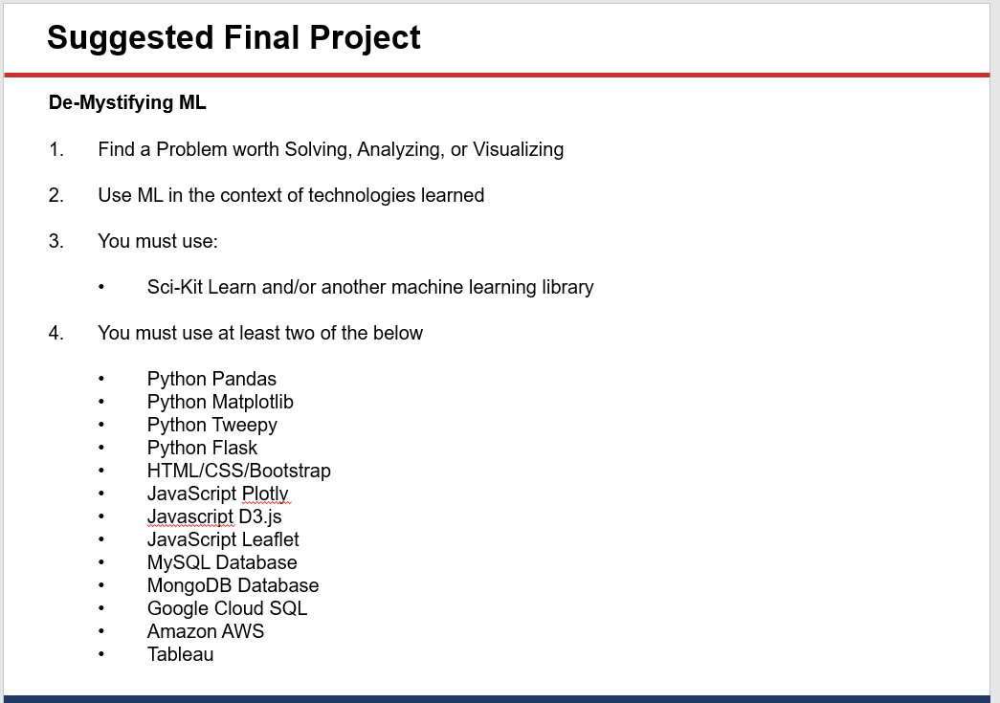 Suggested Final Project
De-Mystifying ML
1. Find a Problem worth Solving, Analyzing, or Visualizing
2. Use ML in the context of technologies learned
3. You must use:
• Sci-Kit Learn and/or another machine learning library
4. You must use at least two of the below
• Python Pandas
• Python Matplotlib
• Python Tweepy
• Python Flask
• HTML/CSS/Bootstrap
• JavaScript Plotly
• Javascript D3.js
• JavaScript Leaflet
• MySQL Database
• MongoDB Database
• Google Cloud SQL
• Amazon AWS
• Tableau